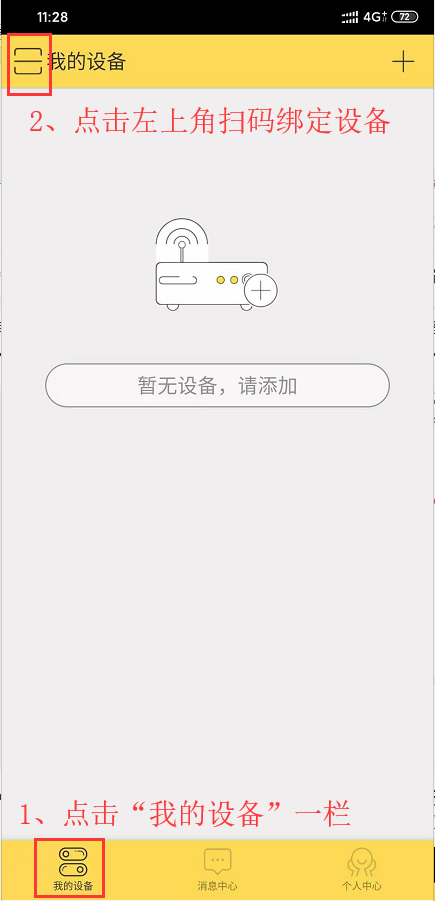 11:28
4G+
72
我的设备
2、点击左上角扫码绑定设备
暂无设备，请添加
1、点击“我的设备”一栏
我的设备
消息中心
个人中心